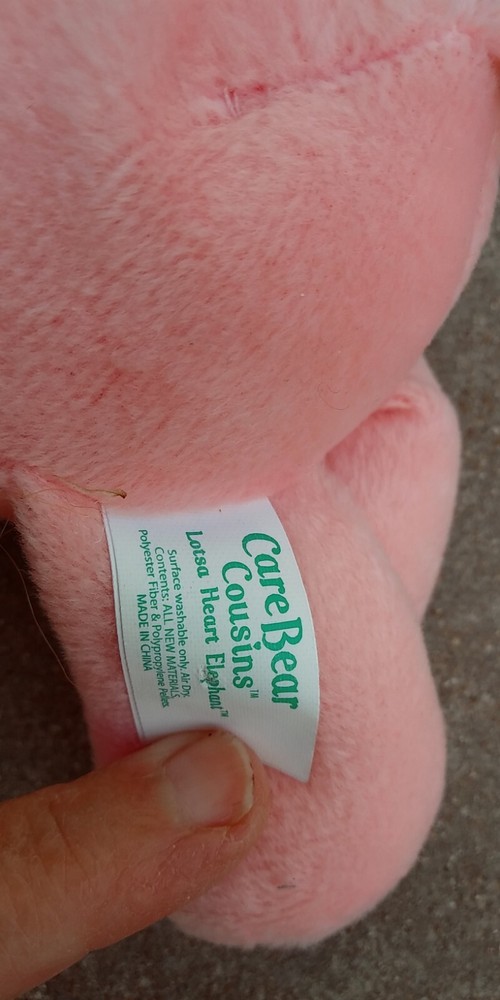 Care Bear
Cousins™
Lotsa Heart Elephant™
Surface washable only. Air Dry.
Contents: ALL NEW MATERIALS
Polyester Fiber & Polypropylene Pellets
MADE IN CHINA